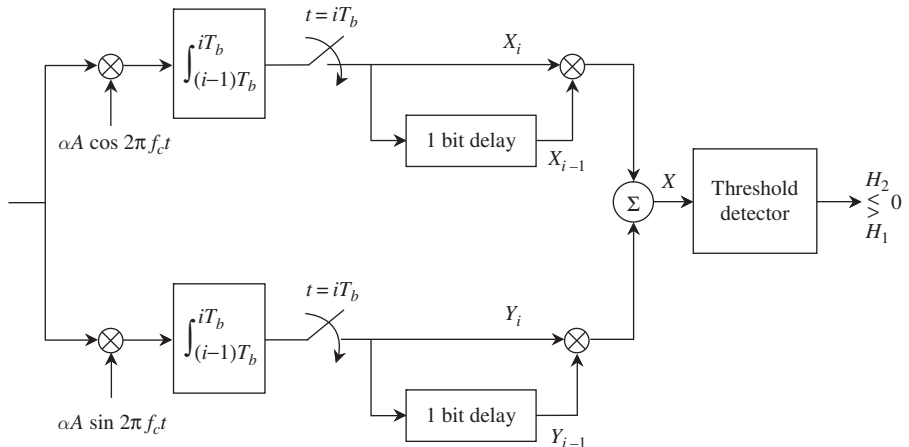 t = iT_b
∫_{(i−1)T_b}^{iT_b}
X_i
αA cos 2π f_c t
1 bit delay
X_{i−1}
Σ
X
Threshold
detector
H_2
≤
> 0
H_1
t = iT_b
∫_{(i−1)T_b}^{iT_b}
Y_i
αA sin 2π f_c t
1 bit delay
Y_{i−1}